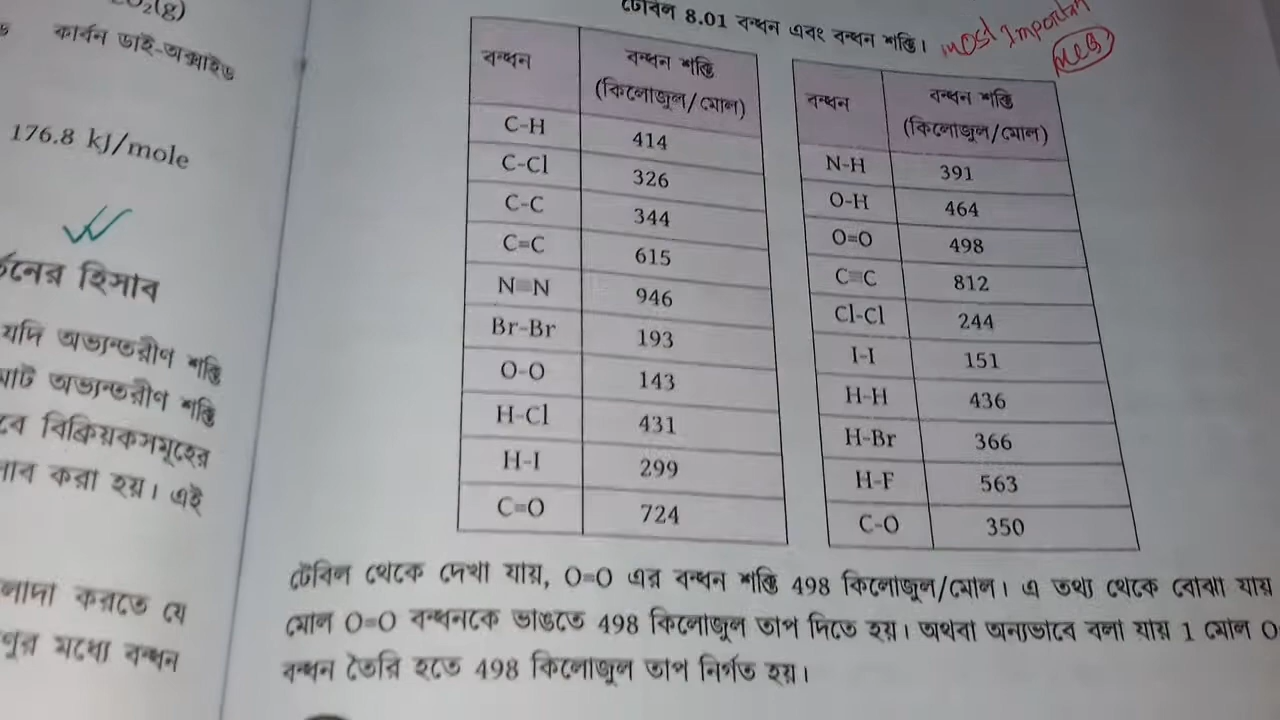 O₂(g)
কার্বন ডাই-অক্সাইড
176.8 kJ/mole
র্তনের হিসাব
যদি অভ্যন্তরীণ শক্তি
মোট অভ্যন্তরীণ শক্তি
বে বিক্রিয়কসমূহের
সাব করা হয়। এই
লাদা করতে যে
ণুর মধ্যে বন্ধন
টেবিল 8.01 বন্ধন এবং বন্ধন শক্তি।
most Important
MCQ
বন্ধন বন্ধন শক্তি (কিলোজুল/মোল)
C-H 414
C-Cl 326
C-C 344
C=C 615
N≡N 946
Br-Br 193
O-O 143
H-Cl 431
H-I 299
C=O 724
বন্ধন বন্ধন শক্তি (কিলোজুল/মোল)
N-H 391
O-H 464
O=O 498
C≡C 812
Cl-Cl 244
I-I 151
H-H 436
H-Br 366
H-F 563
C-O 350
টেবিল থেকে দেখা যায়, O=O এর বন্ধন শক্তি 498 কিলোজুল/মোল। এ তথ্য থেকে বোঝা যায়
মোল O=O বন্ধনকে ভাঙতে 498 কিলোজুল তাপ দিতে হয়। অথবা অন্যভাবে বলা যায় 1 মোল O
বন্ধন তৈরি হতে 498 কিলোজুল তাপ নির্গত হয়।